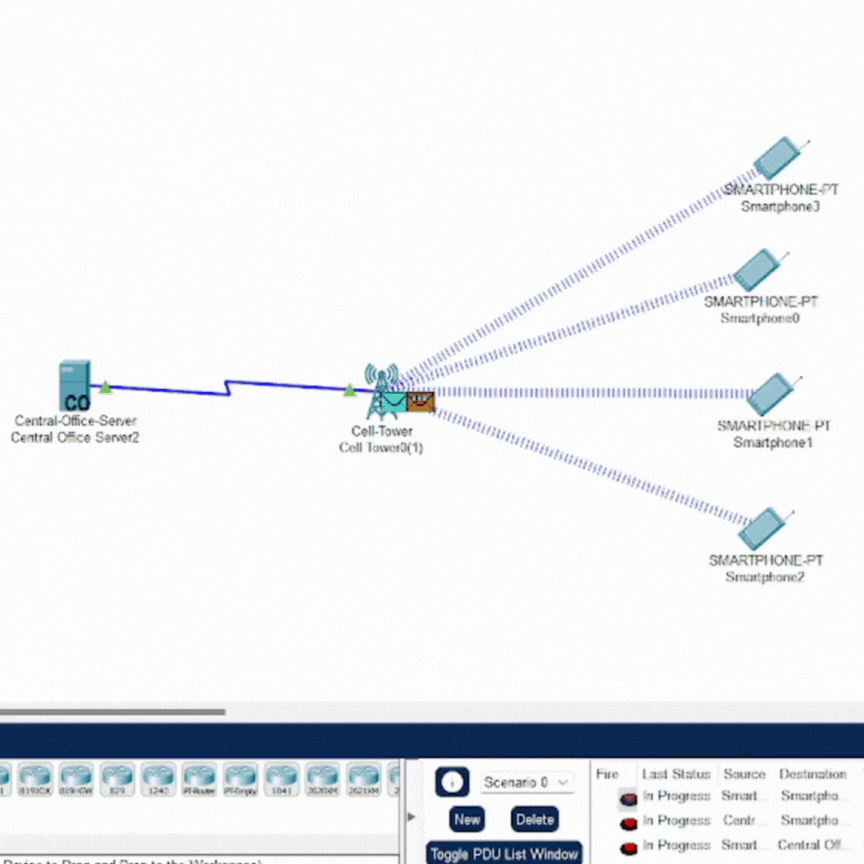 SMARTPHONE-PT
Smartphone3
SMARTPHONE-PT
Smartphone0
CO
Central-Office-Server
Central Office Server2
Cell-Tower
Cell Tower0(1)
SMARTPHONE-PT
Smartphone1
SMARTPHONE-PT
Smartphone2
819IOX 819HGW 829 1240 PT-Router PT-Empty 1841 2620XM 2621XM
i
Scenario 0
New
Delete
Toggle PDU List Window
Fire Last Status Source Destination
In Progress Smart... Smartpho...
In Progress Centr... Smartpho...
In Progress Smart... Central Off...
Device to Drag and Drop to the Workspace)